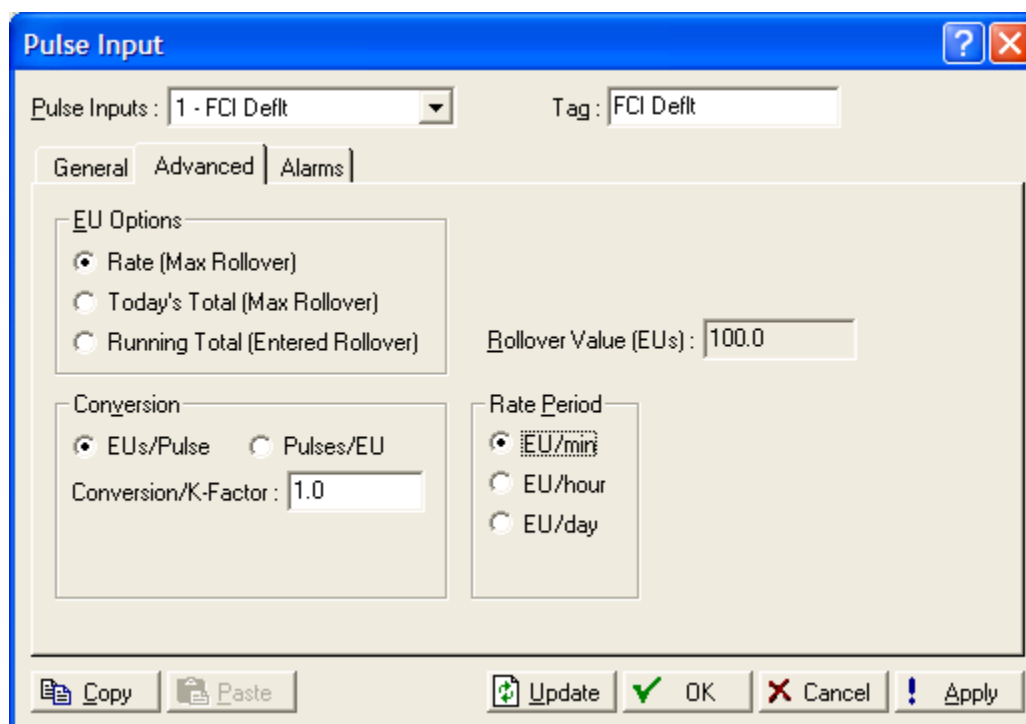 Pulse Input
Pulse Inputs : 1 - FCI Deflt Tag : FCI Deflt
General Advanced Alarms
EU Options
Rate (Max Rollover)
Today's Total (Max Rollover)
Running Total (Entered Rollover) Rollover Value (EUs) : 100.0
Conversion Rate Period
EUs/Pulse Pulses/EU EU/min
Conversion/K-Factor : 1.0 EU/hour
EU/day
Copy Paste Update OK Cancel Apply